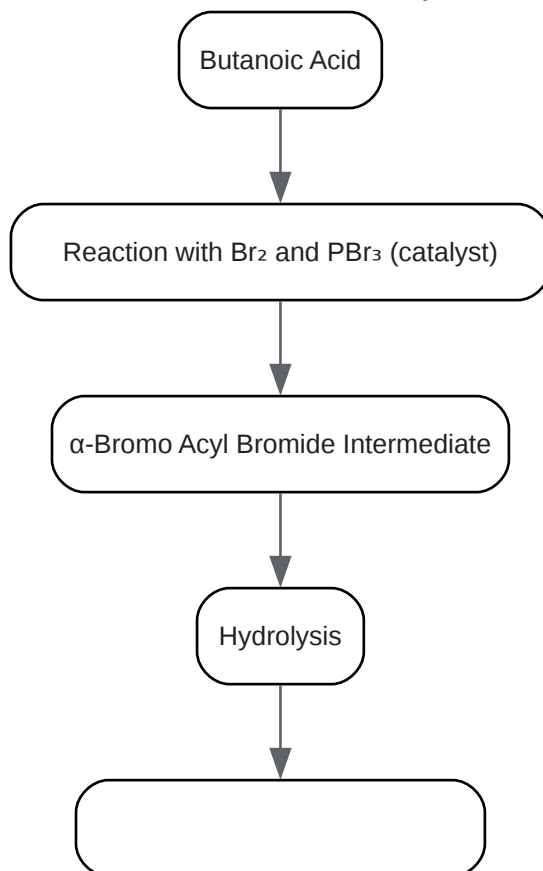 Butanoic Acid
Reaction with Br₂ and PBr₃ (catalyst)
α-Bromo Acyl Bromide Intermediate
Hydrolysis